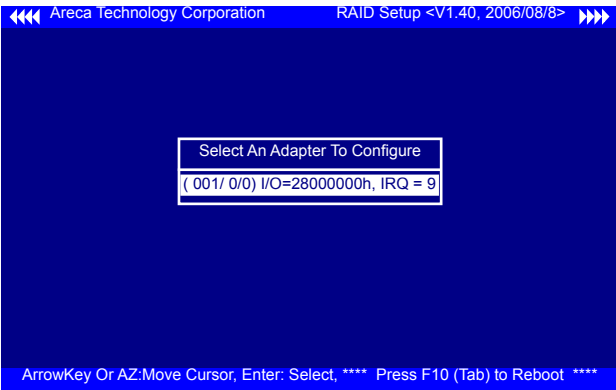 Areca Technology Corporation RAID Setup <V1.40, 2006/08/8>
Select An Adapter To Configure
( 001/ 0/0) I/O=28000000h, IRQ = 9
ArrowKey Or AZ:Move Cursor, Enter: Select, **** Press F10 (Tab) to Reboot ****